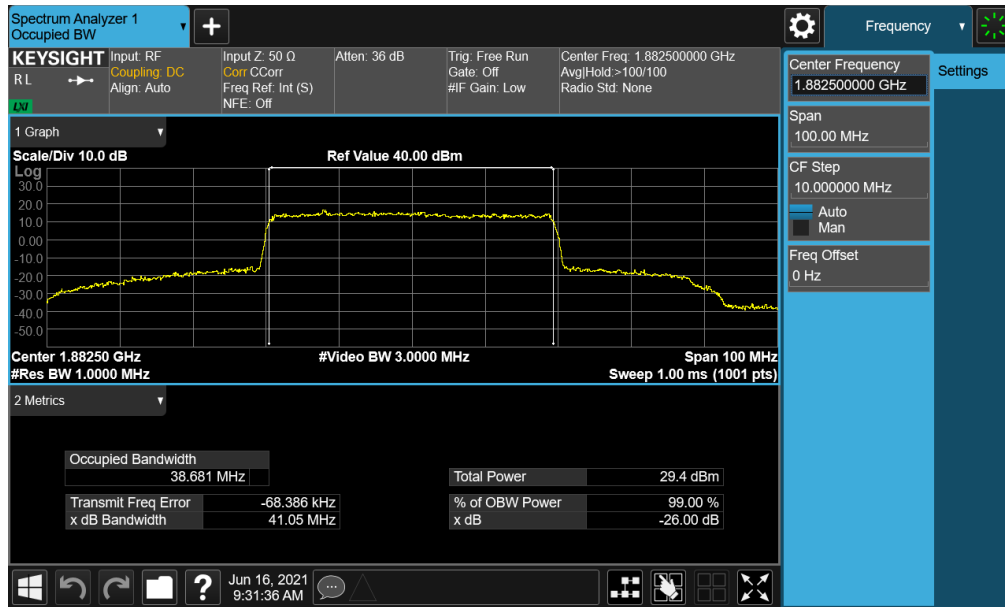 Spectrum Analyzer 1
Occupied BW
Frequency
KEYSIGHT
R L
LXI
Input: RF
Coupling: DC
Align: Auto
Input Z: 50 Ω
Corr CCorr
Freq Ref: Int (S)
NFE: Off
Atten: 36 dB
Trig: Free Run
Gate: Off
#IF Gain: Low
Center Freq: 1.882500000 GHz
Avg|Hold:>100/100
Radio Std: None
Center Frequency
1.882500000 GHz
Settings
Span
100.00 MHz
CF Step
10.000000 MHz
Auto
Man
Freq Offset
0 Hz
1 Graph
Scale/Div 10.0 dB
Ref Value 40.00 dBm
Log
30.0
20.0
10.0
0.00
-10.0
-20.0
-30.0
-40.0
-50.0
Center 1.88250 GHz
#Video BW 3.0000 MHz
Span 100 MHz
#Res BW 1.0000 MHz
Sweep 1.00 ms (1001 pts)
2 Metrics
Occupied Bandwidth
38.681 MHz
Total Power 29.4 dBm
Transmit Freq Error -68.386 kHz
% of OBW Power 99.00 %
x dB Bandwidth 41.05 MHz
x dB -26.00 dB
?
Jun 16, 2021
9:31:36 AM